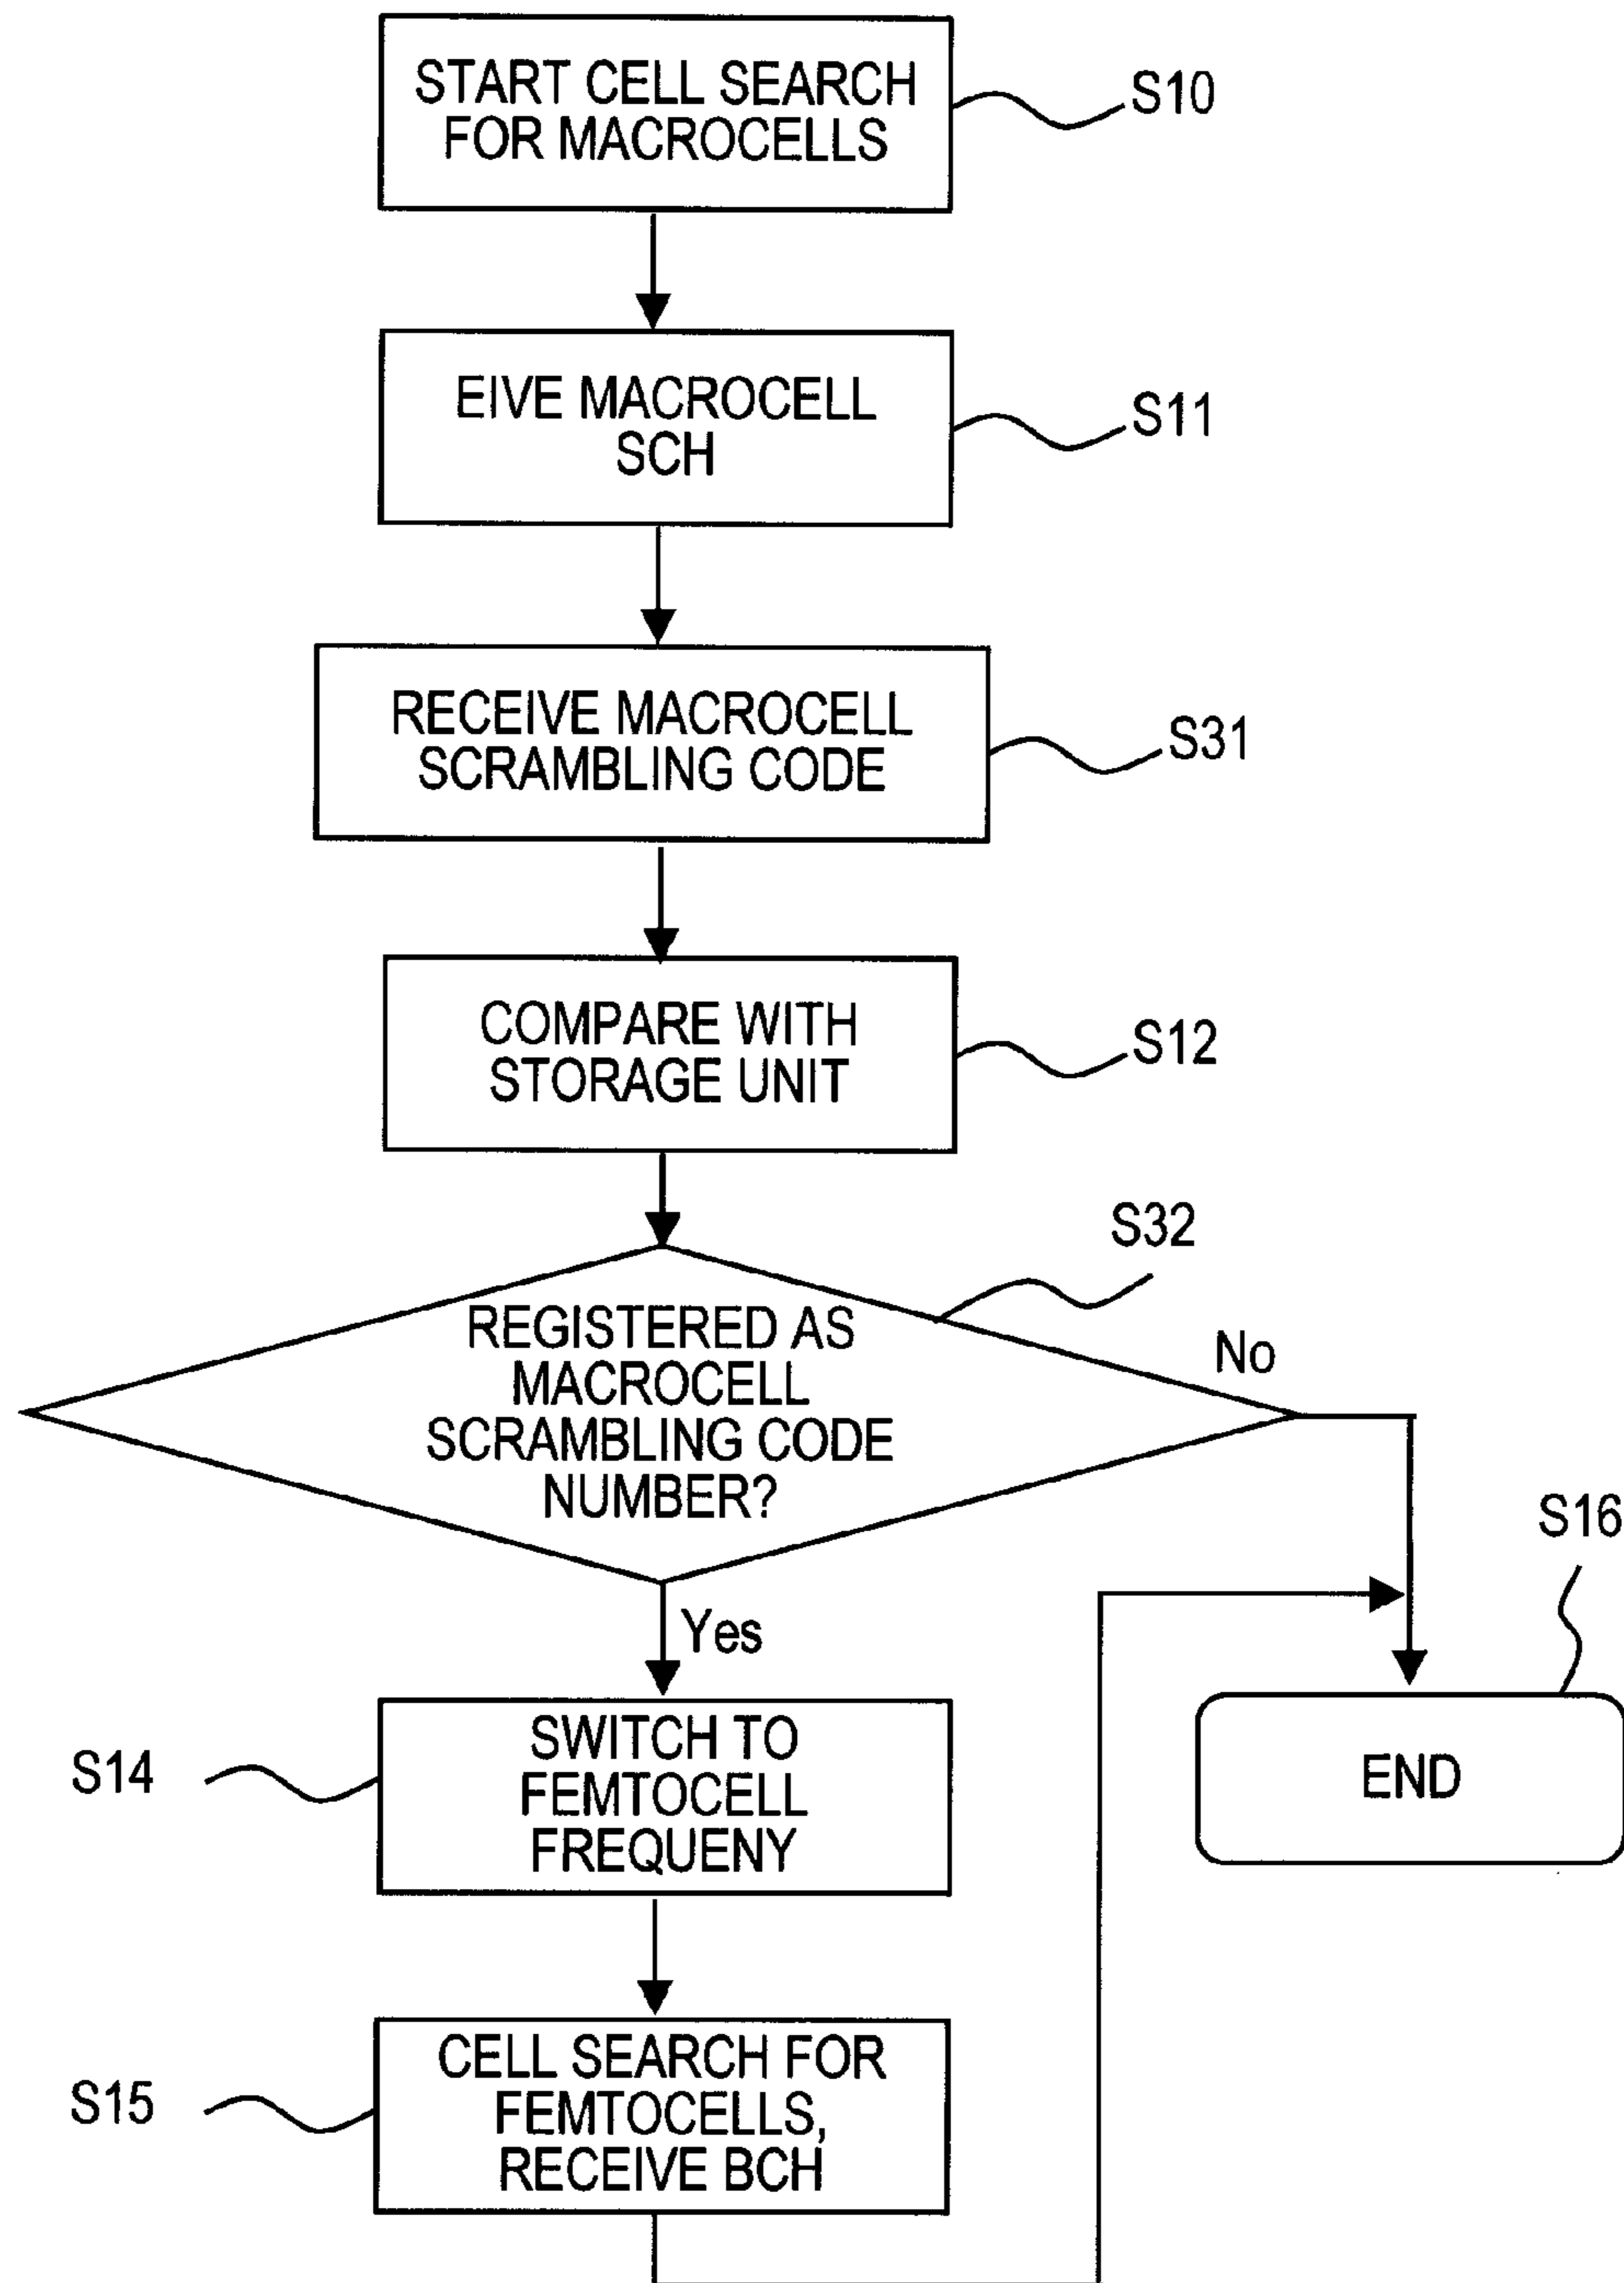 START CELL SEARCH
FOR MACROCELLS
S10
EIVE MACROCELL
SCH
S11
RECEIVE MACROCELL
SCRAMBLING CODE
S31
COMPARE WITH
STORAGE UNIT
S12
S32
REGISTERED AS
MACROCELL
SCRAMBLING CODE
NUMBER?
No
Yes
S16
END
S14
SWITCH TO
FEMTOCELL
FREQUENY
S15
CELL SEARCH FOR
FEMTOCELLS,
RECEIVE BCH